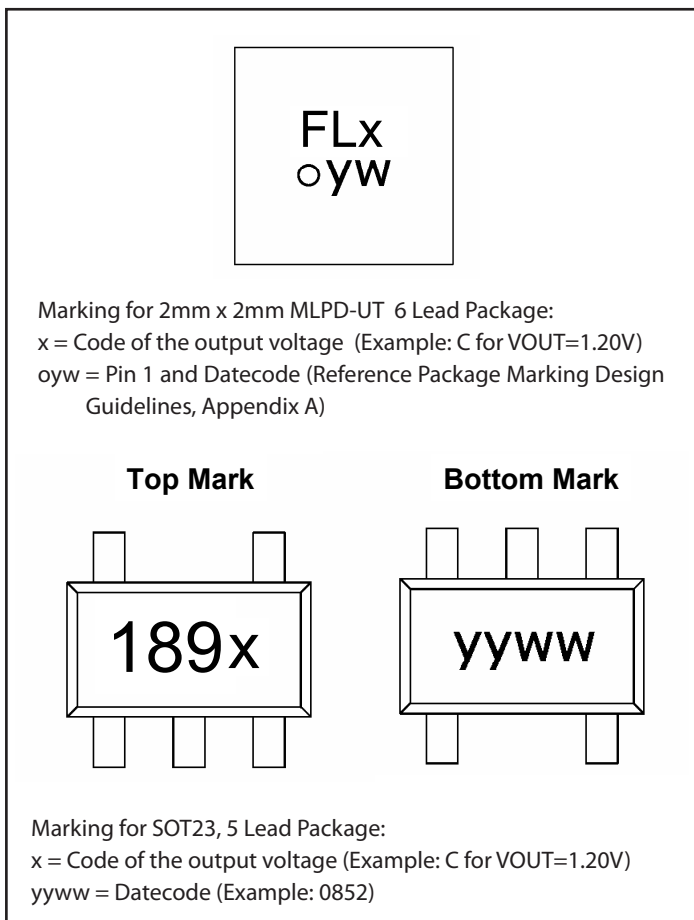 FLx
oyw
Marking for 2mm x 2mm MLPD-UT 6 Lead Package:
x = Code of the output voltage (Example: C for VOUT=1.20V)
oyw = Pin 1 and Datecode (Reference Package Marking Design
Guidelines, Appendix A)
Top Mark
Bottom Mark
189x
yyww
Marking for SOT23, 5 Lead Package:
x = Code of the output voltage (Example: C for VOUT=1.20V)
yyww = Datecode (Example: 0852)